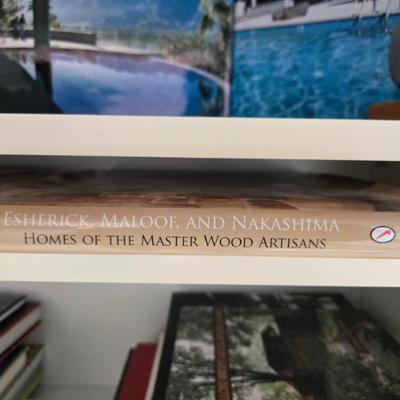 ESHERICK, MALOOF, AND NAKASHIMA
HOMES OF THE MASTER WOOD ARTISANS